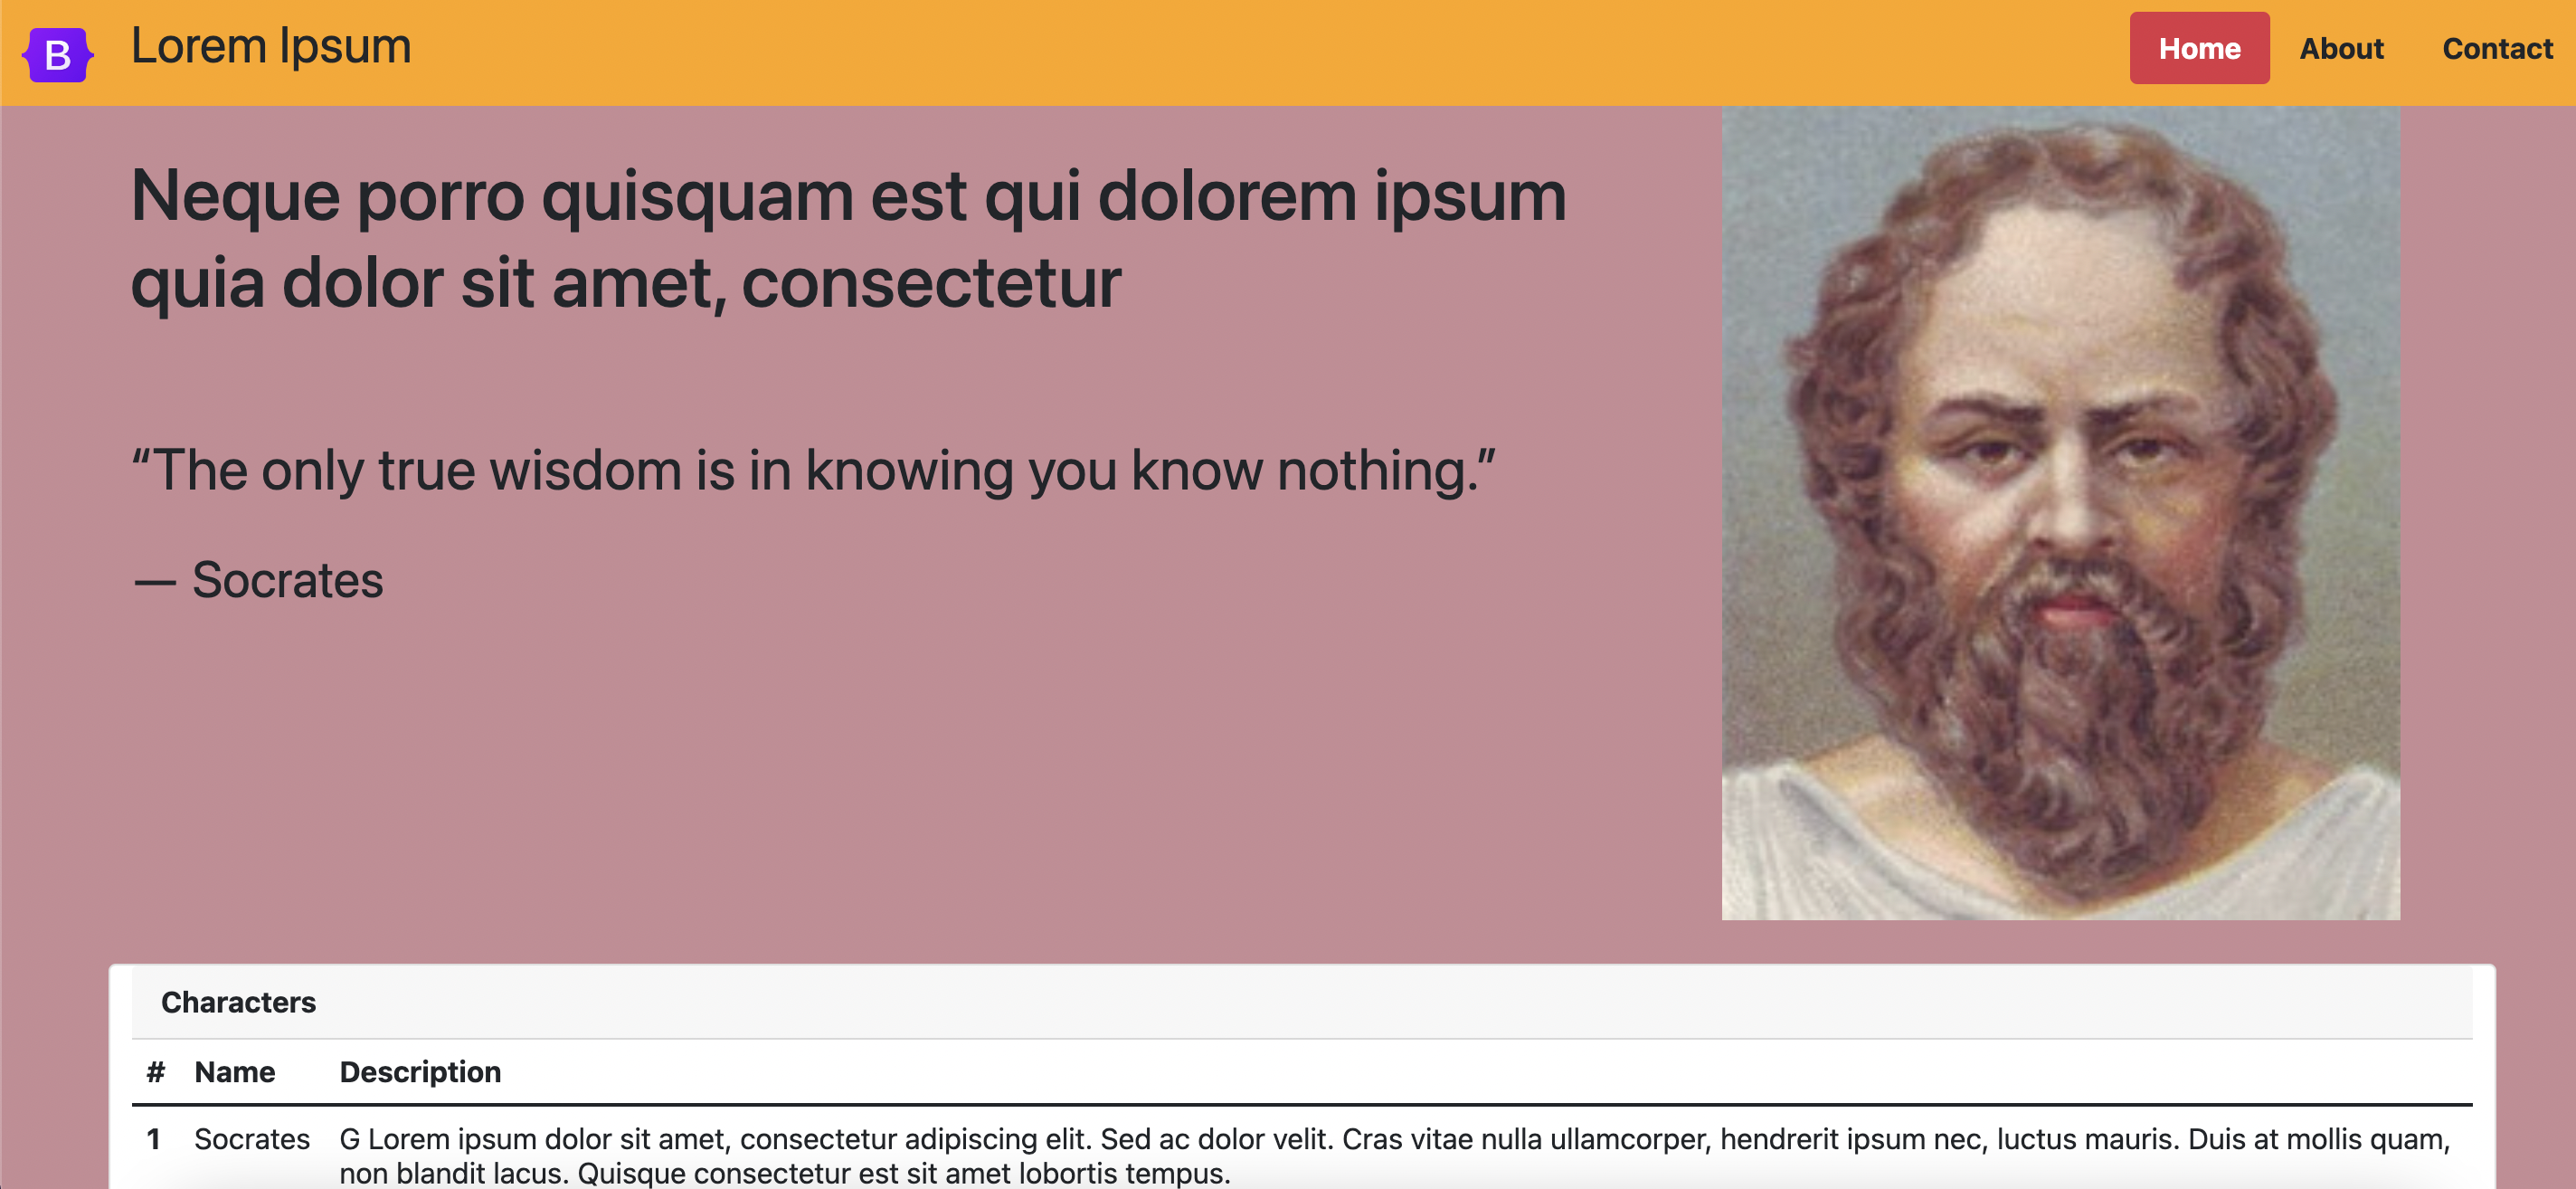 B
Lorem Ipsum
Home
About
Contact
Neque porro quisquam est qui dolorem ipsum
quia dolor sit amet, consectetur
“The only true wisdom is in knowing you know nothing.”
— Socrates
Characters
# Name Description
1 Socrates G Lorem ipsum dolor sit amet, consectetur adipiscing elit. Sed ac dolor velit. Cras vitae nulla ullamcorper, hendrerit ipsum nec, luctus mauris. Duis at mollis quam,
non blandit lacus. Quisque consectetur est sit amet lobortis tempus.